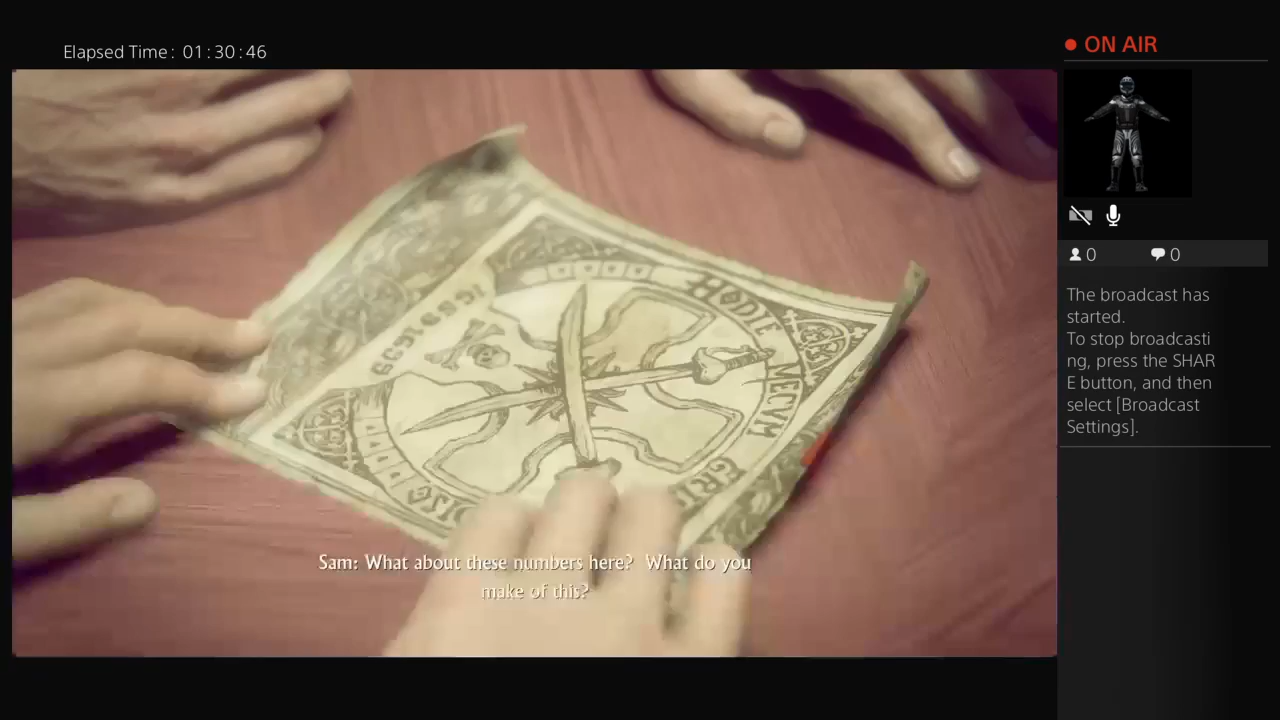 Elapsed Time: 01:30:46
ON AIR
0
0
The broadcast has
started.
To stop broadcasti
ng, press the SHAR
E button, and then
select [Broadcast
Settings].
HODIE
MECVM
Sam: What about these numbers here? What do you
make of this?